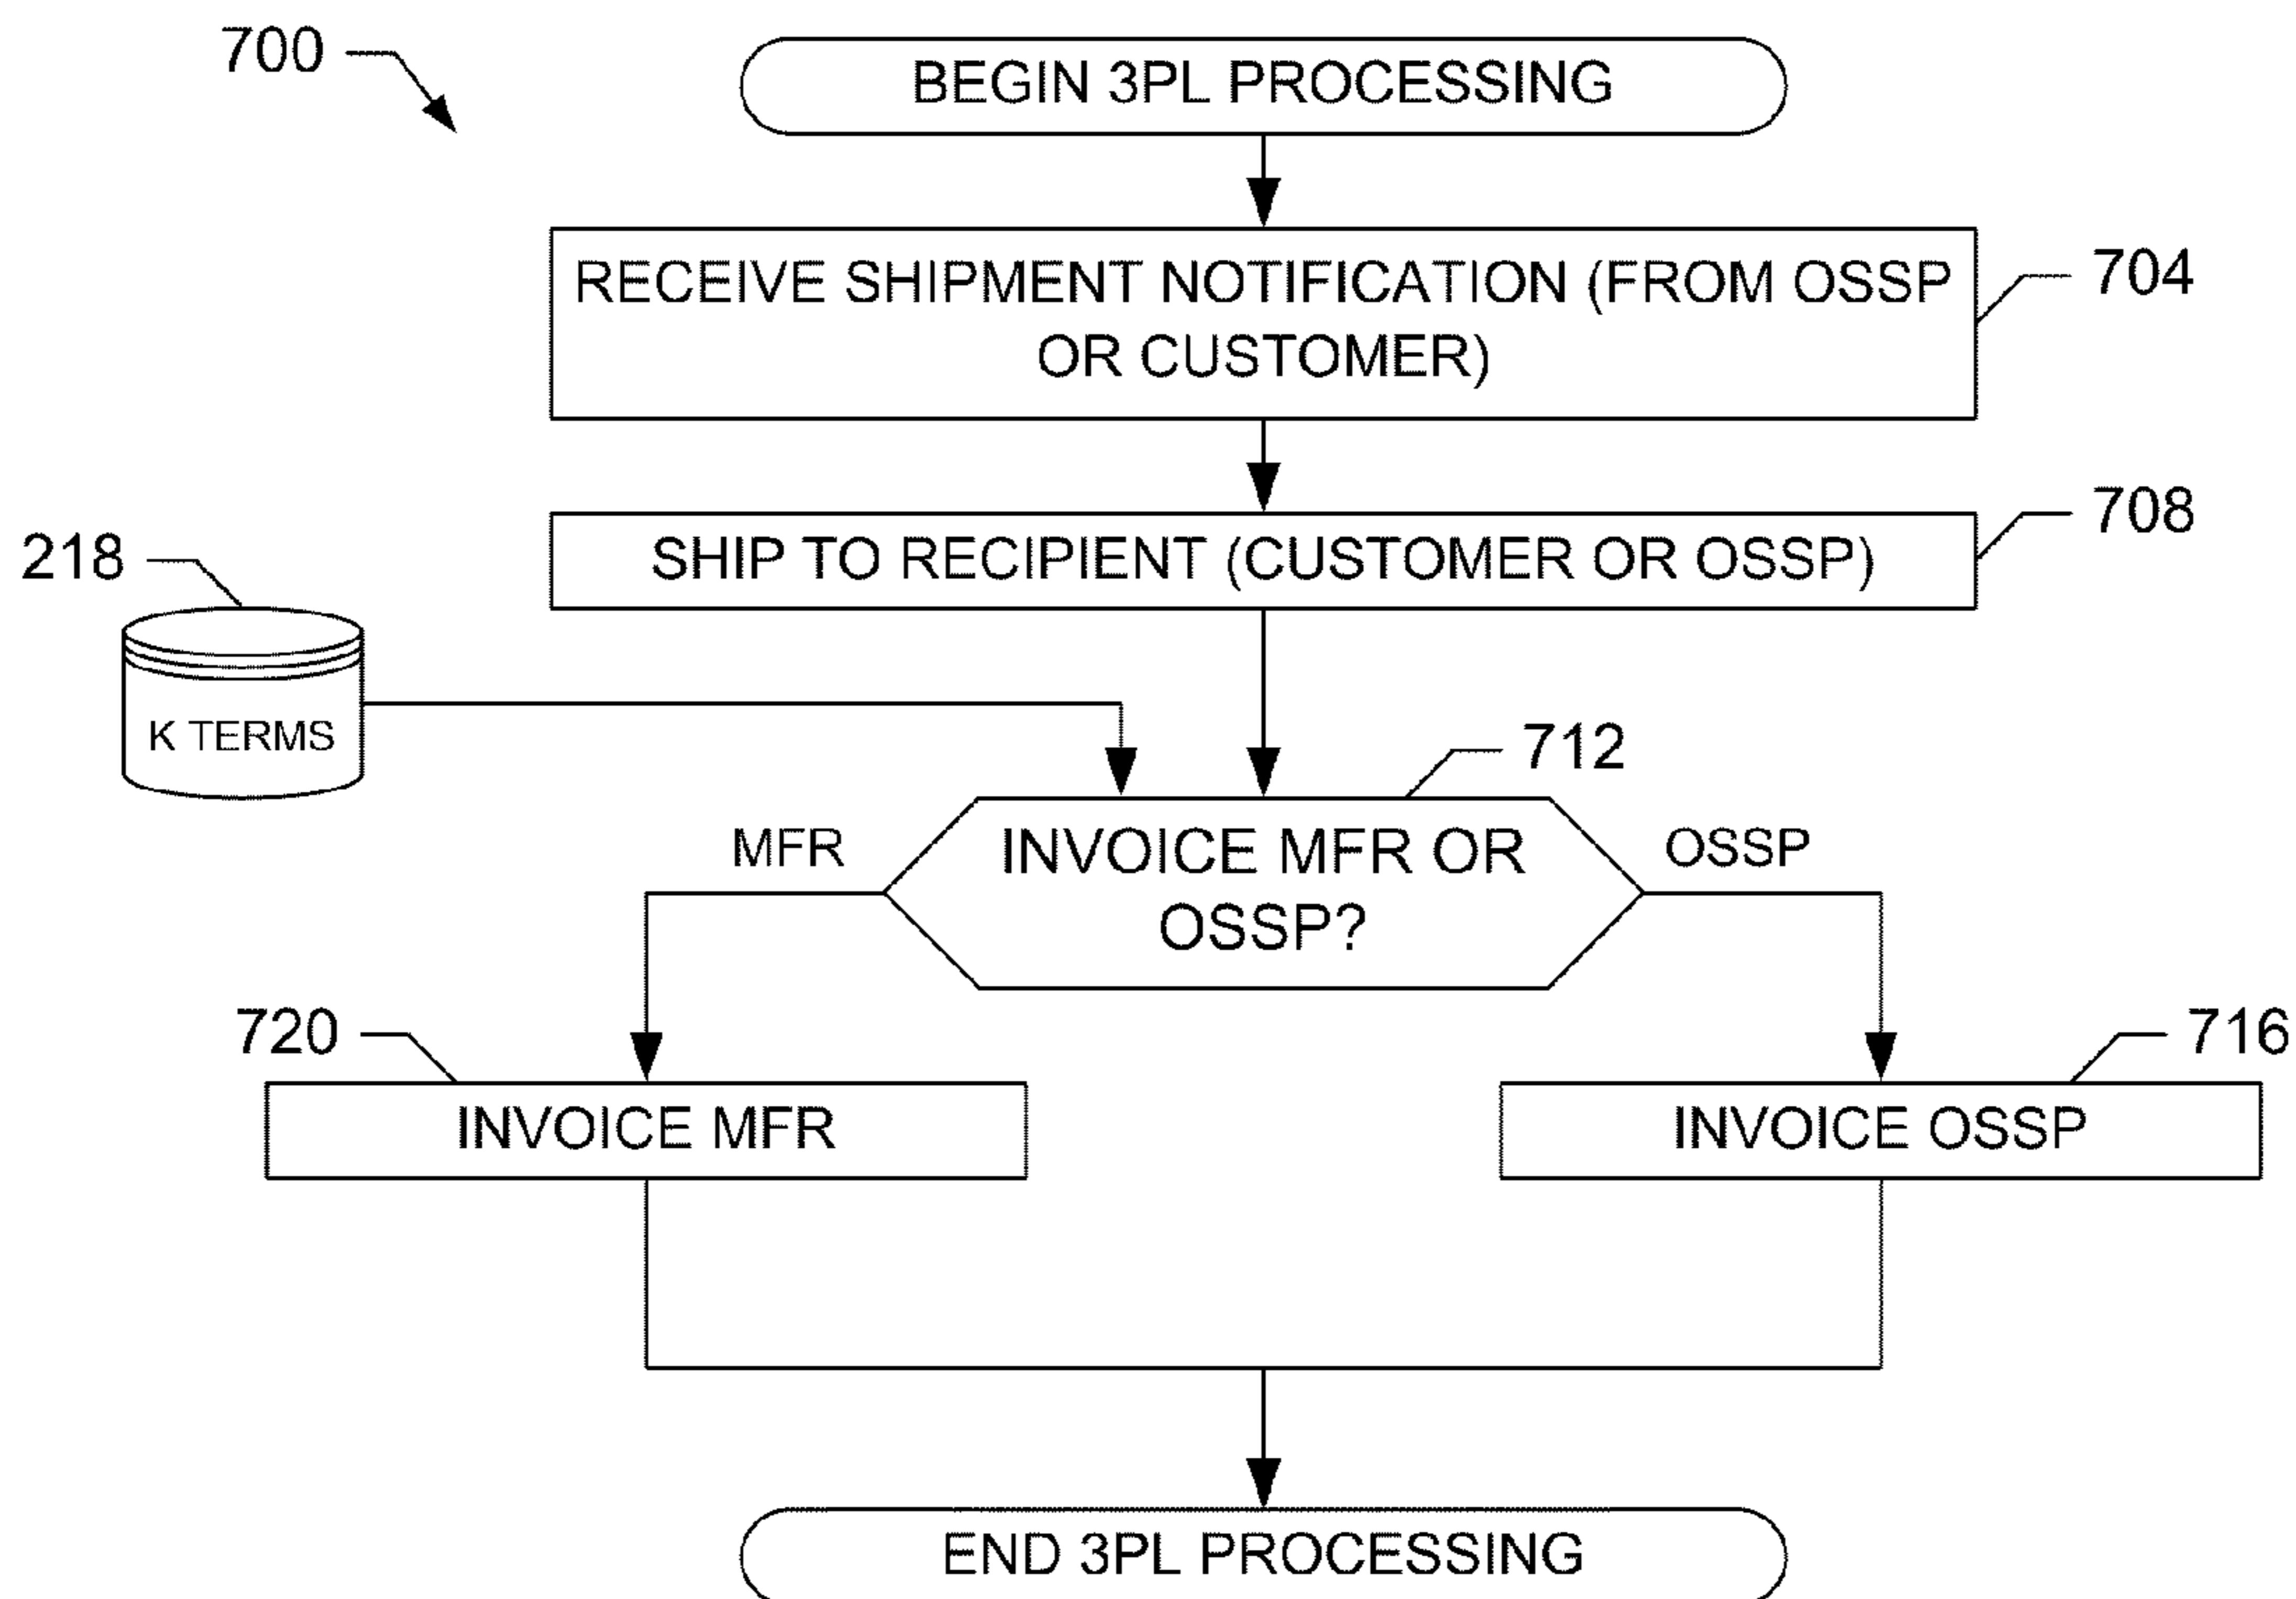 700
BEGIN 3PL PROCESSING
RECEIVE SHIPMENT NOTIFICATION (FROM OSSP
OR CUSTOMER)
704
SHIP TO RECIPIENT (CUSTOMER OR OSSP)
708
218
K TERMS
712
MFR
INVOICE MFR OR
OSSP?
OSSP
720
INVOICE MFR
716
INVOICE OSSP
END 3PL PROCESSING